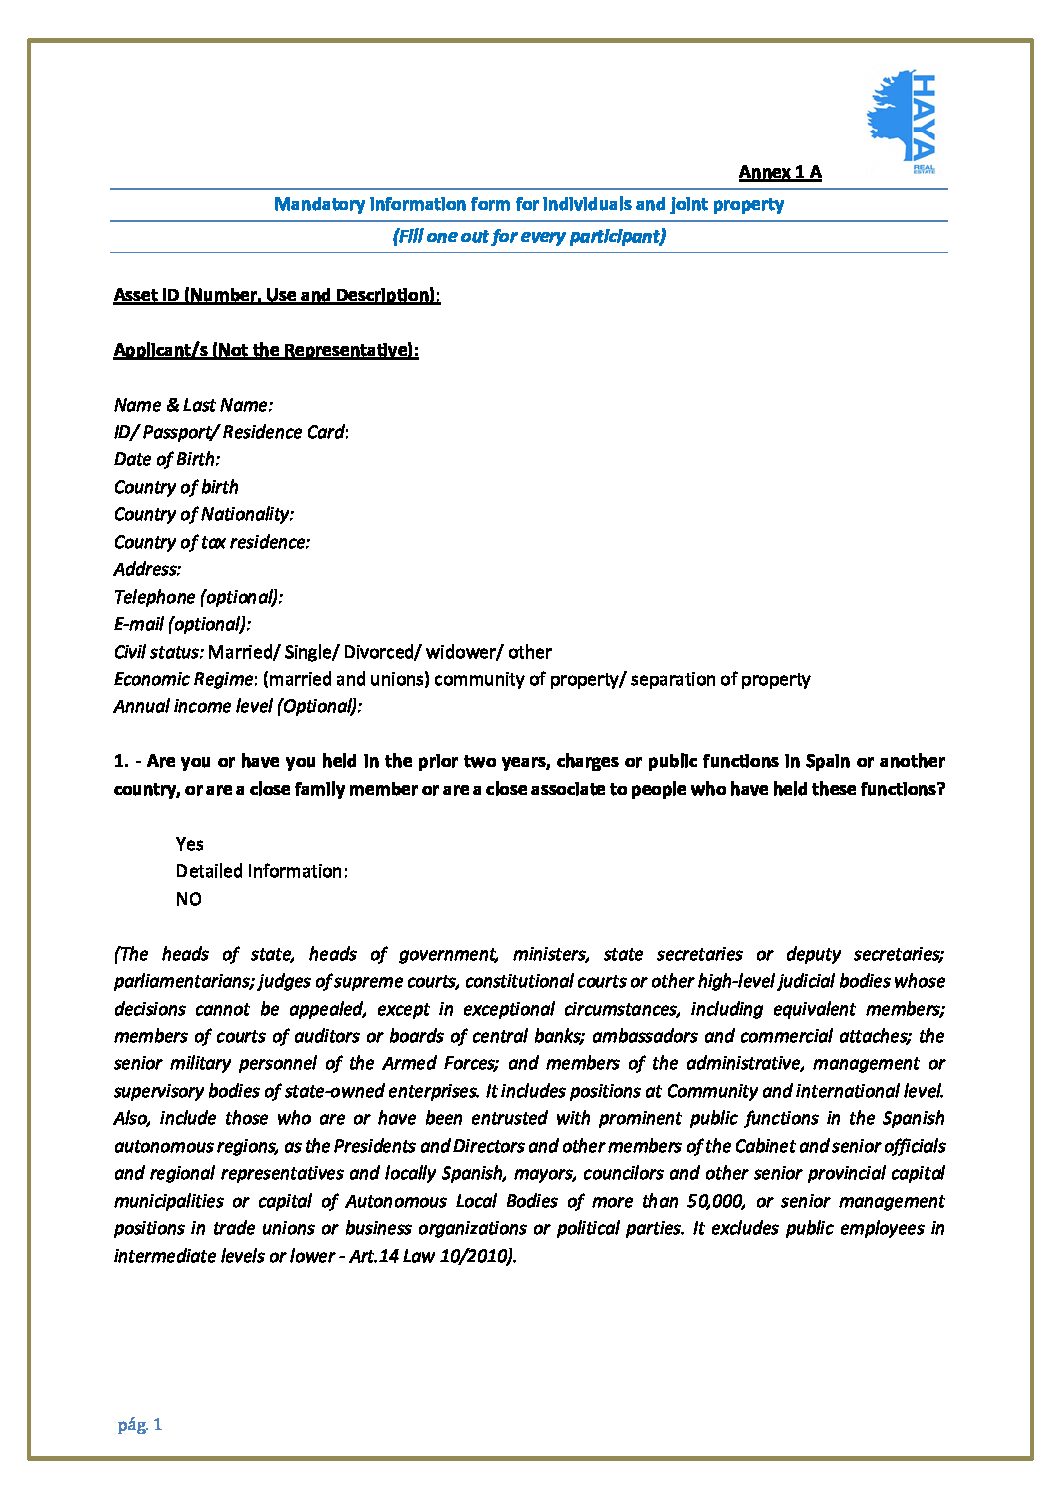 HAYA
REAL
ESTATE
Annex 1 A
Mandatory information form for individuals and joint property
(Fill one out for every participant)
Asset ID (Number, Use and Description):
Applicant/s (Not the Representative):
Name & Last Name:
ID/ Passport/ Residence Card:
Date of Birth:
Country of birth
Country of Nationality:
Country of tax residence:
Address:
Telephone (optional):
E-mail (optional):
Civil status: Married/ Single/ Divorced/ widower/ other
Economic Regime: (married and unions) community of property/ separation of property
Annual income level (Optional):
1. - Are you or have you held in the prior two years, charges or public functions in Spain or another
country, or are a close family member or are a close associate to people who have held these functions?
Yes
Detailed Information:
NO
(The heads of state, heads of government, ministers, state secretaries or deputy secretaries;
parliamentarians; judges of supreme courts, constitutional courts or other high-level judicial bodies whose
decisions cannot be appealed, except in exceptional circumstances, including equivalent members;
members of courts of auditors or boards of central banks; ambassadors and commercial attaches; the
senior military personnel of the Armed Forces; and members of the administrative, management or
supervisory bodies of state-owned enterprises. It includes positions at Community and international level.
Also, include those who are or have been entrusted with prominent public functions in the Spanish
autonomous regions, as the Presidents and Directors and other members of the Cabinet and senior officials
and regional representatives and locally Spanish, mayors, councilors and other senior provincial capital
municipalities or capital of Autonomous Local Bodies of more than 50,000, or senior management
positions in trade unions or business organizations or political parties. It excludes public employees in
intermediate levels or lower - Art.14 Law 10/2010).
pág. 1